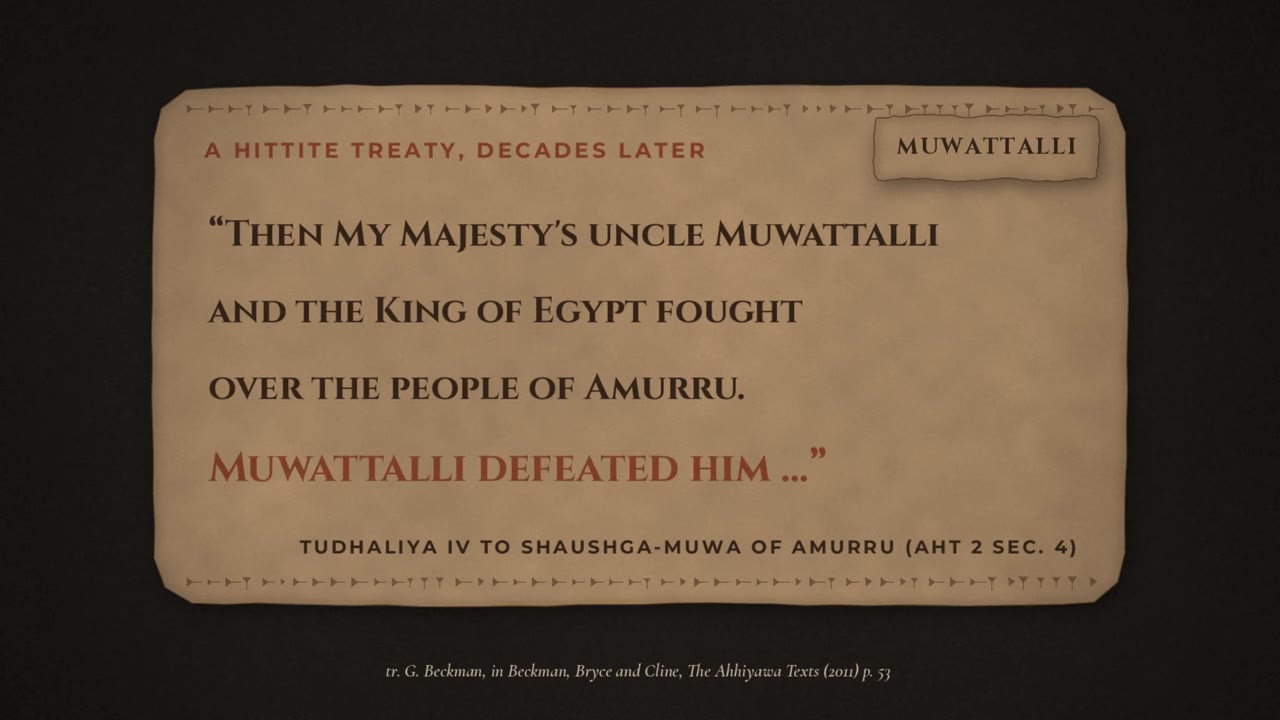 A HITTITE TREATY, DECADES LATER
MUWATTALLI
“Then My Majesty's uncle Muwattalli
and the King of Egypt fought
over the people of Amurru.
Muwattalli defeated him ...”
TUDHALIYA IV TO SHAUSHGA-MUWA OF AMURRU (AHT 2 SEC. 4)
tr. G. Beckman, in Beckman, Bryce and Cline, The Ahhiyawa Texts (2011) p. 53